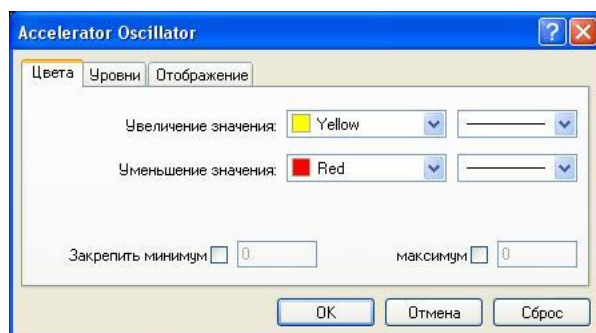 Accelerator Oscillator
Цвета Уровни Отображение
Увеличение значения: Yellow
Уменьшение значения: Red
Закрепить минимум 0 максимум 0
OK Отмена Сброс